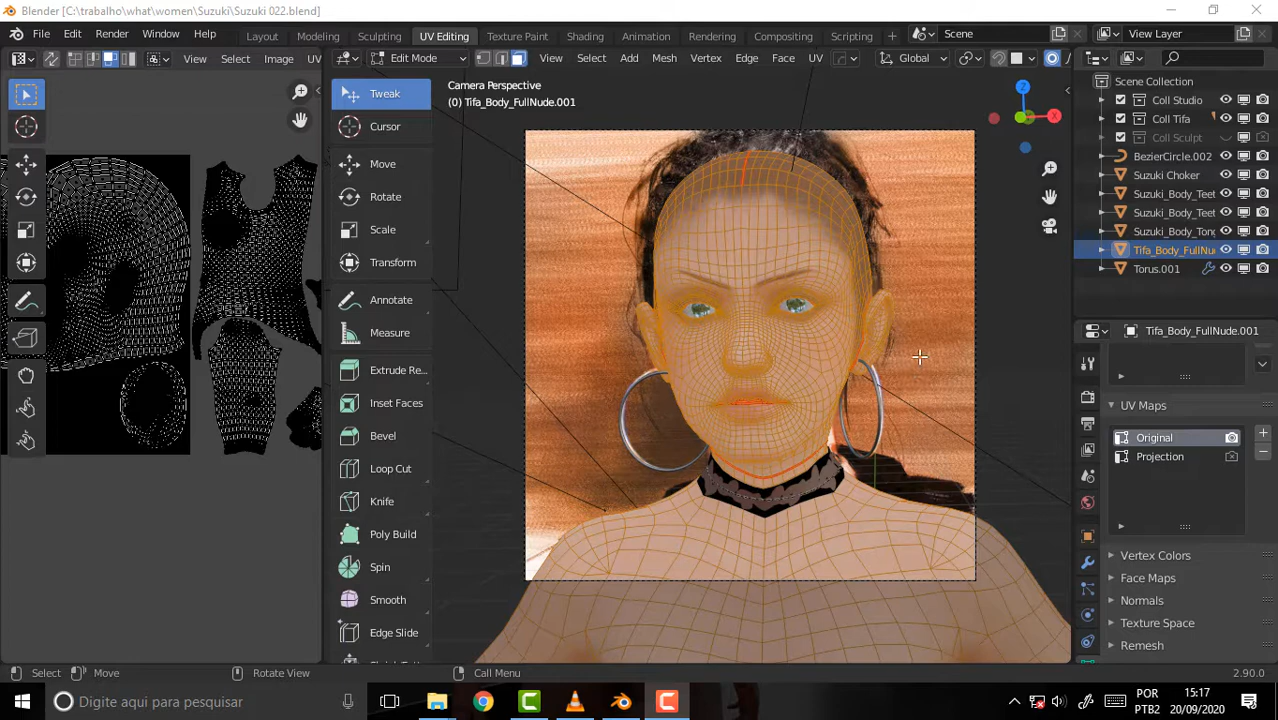 Blender [C:\trabalho\what\women\Suzuki\Suzuki 022.blend]
File Edit Render Window Help Layout Modeling Sculpting UV Editing Texture Paint Shading Animation Rendering Compositing Scripting Scene View Layer
View Select Image UV Edit Mode View Select Add Mesh Vertex Edge Face UV Global
Scene Collection
Camera Perspective
(0) Tifa_Body_FullNude.001
Tweak
Cursor
Move
Rotate
Scale
Transform
Annotate
Measure
Extrude Re...
Inset Faces
Bevel
Loop Cut
Knife
Poly Build
Spin
Smooth
Edge Slide
Z
X
Coll Studio
Coll Tifa
Coll Sculpt
BezierCircle.002
Suzuki Choker
Suzuki_Body_Teet
Suzuki_Body_Teet
Suzuki_Body_Tong
Tifa_Body_FullNu
Torus.001
Tifa_Body_FullNude.001
UV Maps
Original
Projection
Vertex Colors
Face Maps
Normals
Texture Space
Remesh
Select Move Rotate View Call Menu 2.90.0
Digite aqui para pesquisar
POR
PTB2
15:17
20/09/2020